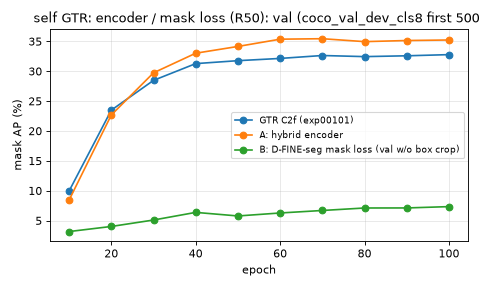 self GTR: encoder / mask loss (R50): val (coco_val_dev_cls8 first 500
mask AP (%)
35
30
25
20
15
10
5
GTR C2f (exp00101)
A: hybrid encoder
B: D-FINE-seg mask loss (val w/o box crop)
20
40
60
80
100
epoch